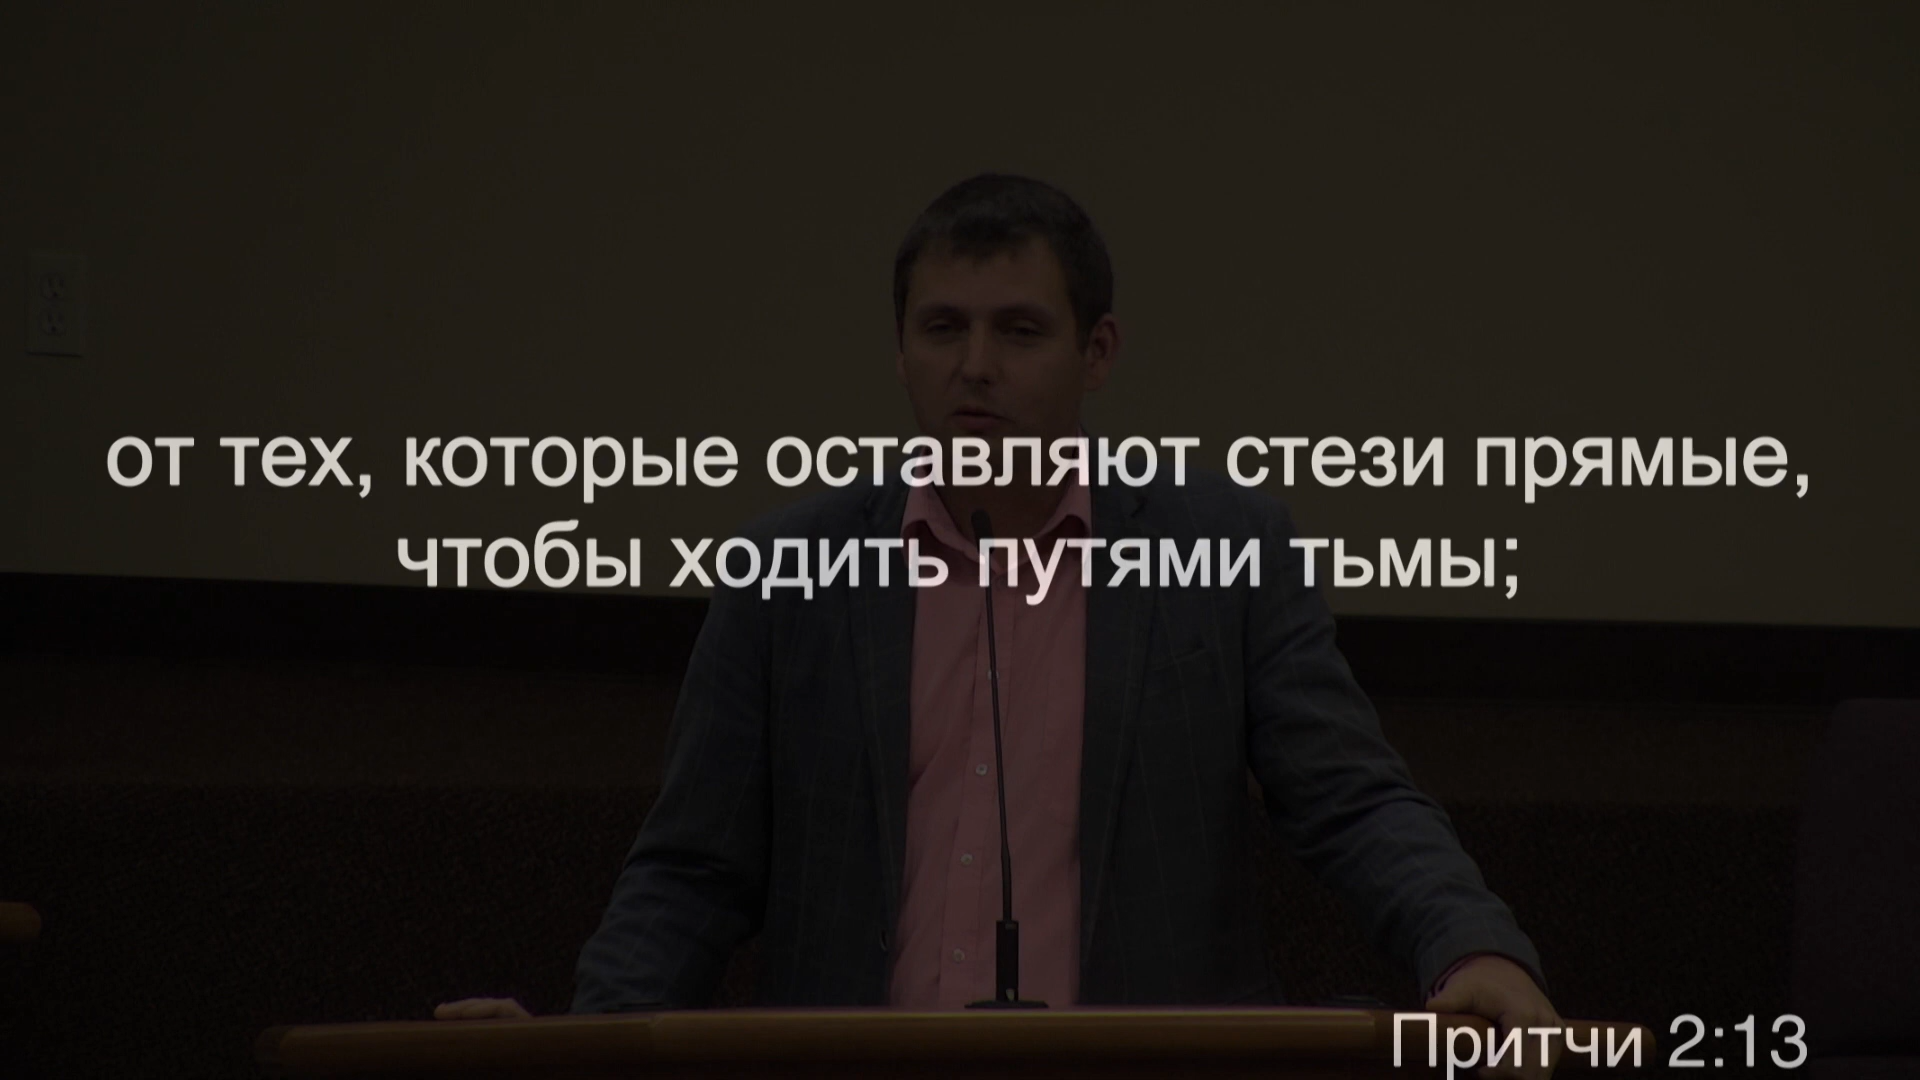 от тех, которые оставляют стези прямые,
чтобы ходить путями тьмы;
Притчи 2:13